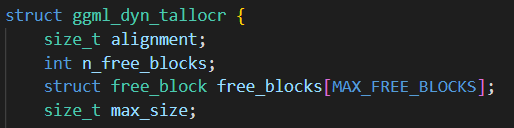 struct ggml_dyn_tallocr {
    size_t alignment;
    int n_free_blocks;
    struct free_block free_blocks[MAX_FREE_BLOCKS];
    size_t max_size;